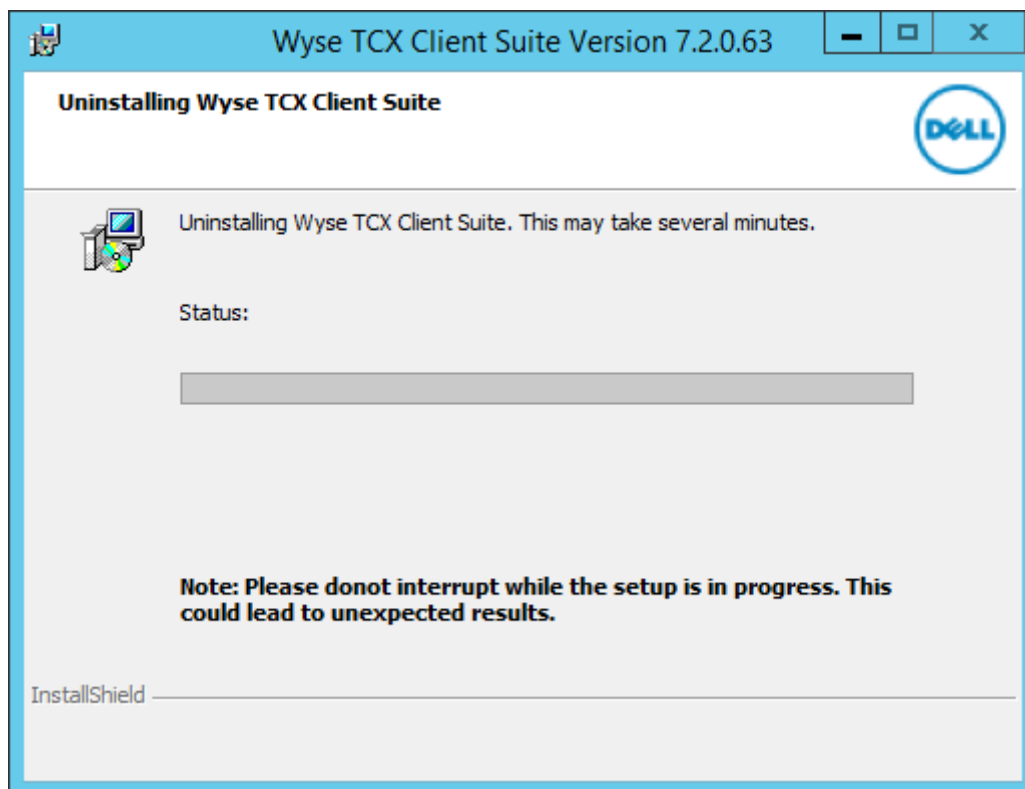 Wyse TCX Client Suite Version 7.2.0.63
Uninstalling Wyse TCX Client Suite
DELL
Uninstalling Wyse TCX Client Suite. This may take several minutes.
Status:
Note: Please donot interrupt while the setup is in progress. This
could lead to unexpected results.
InstallShield